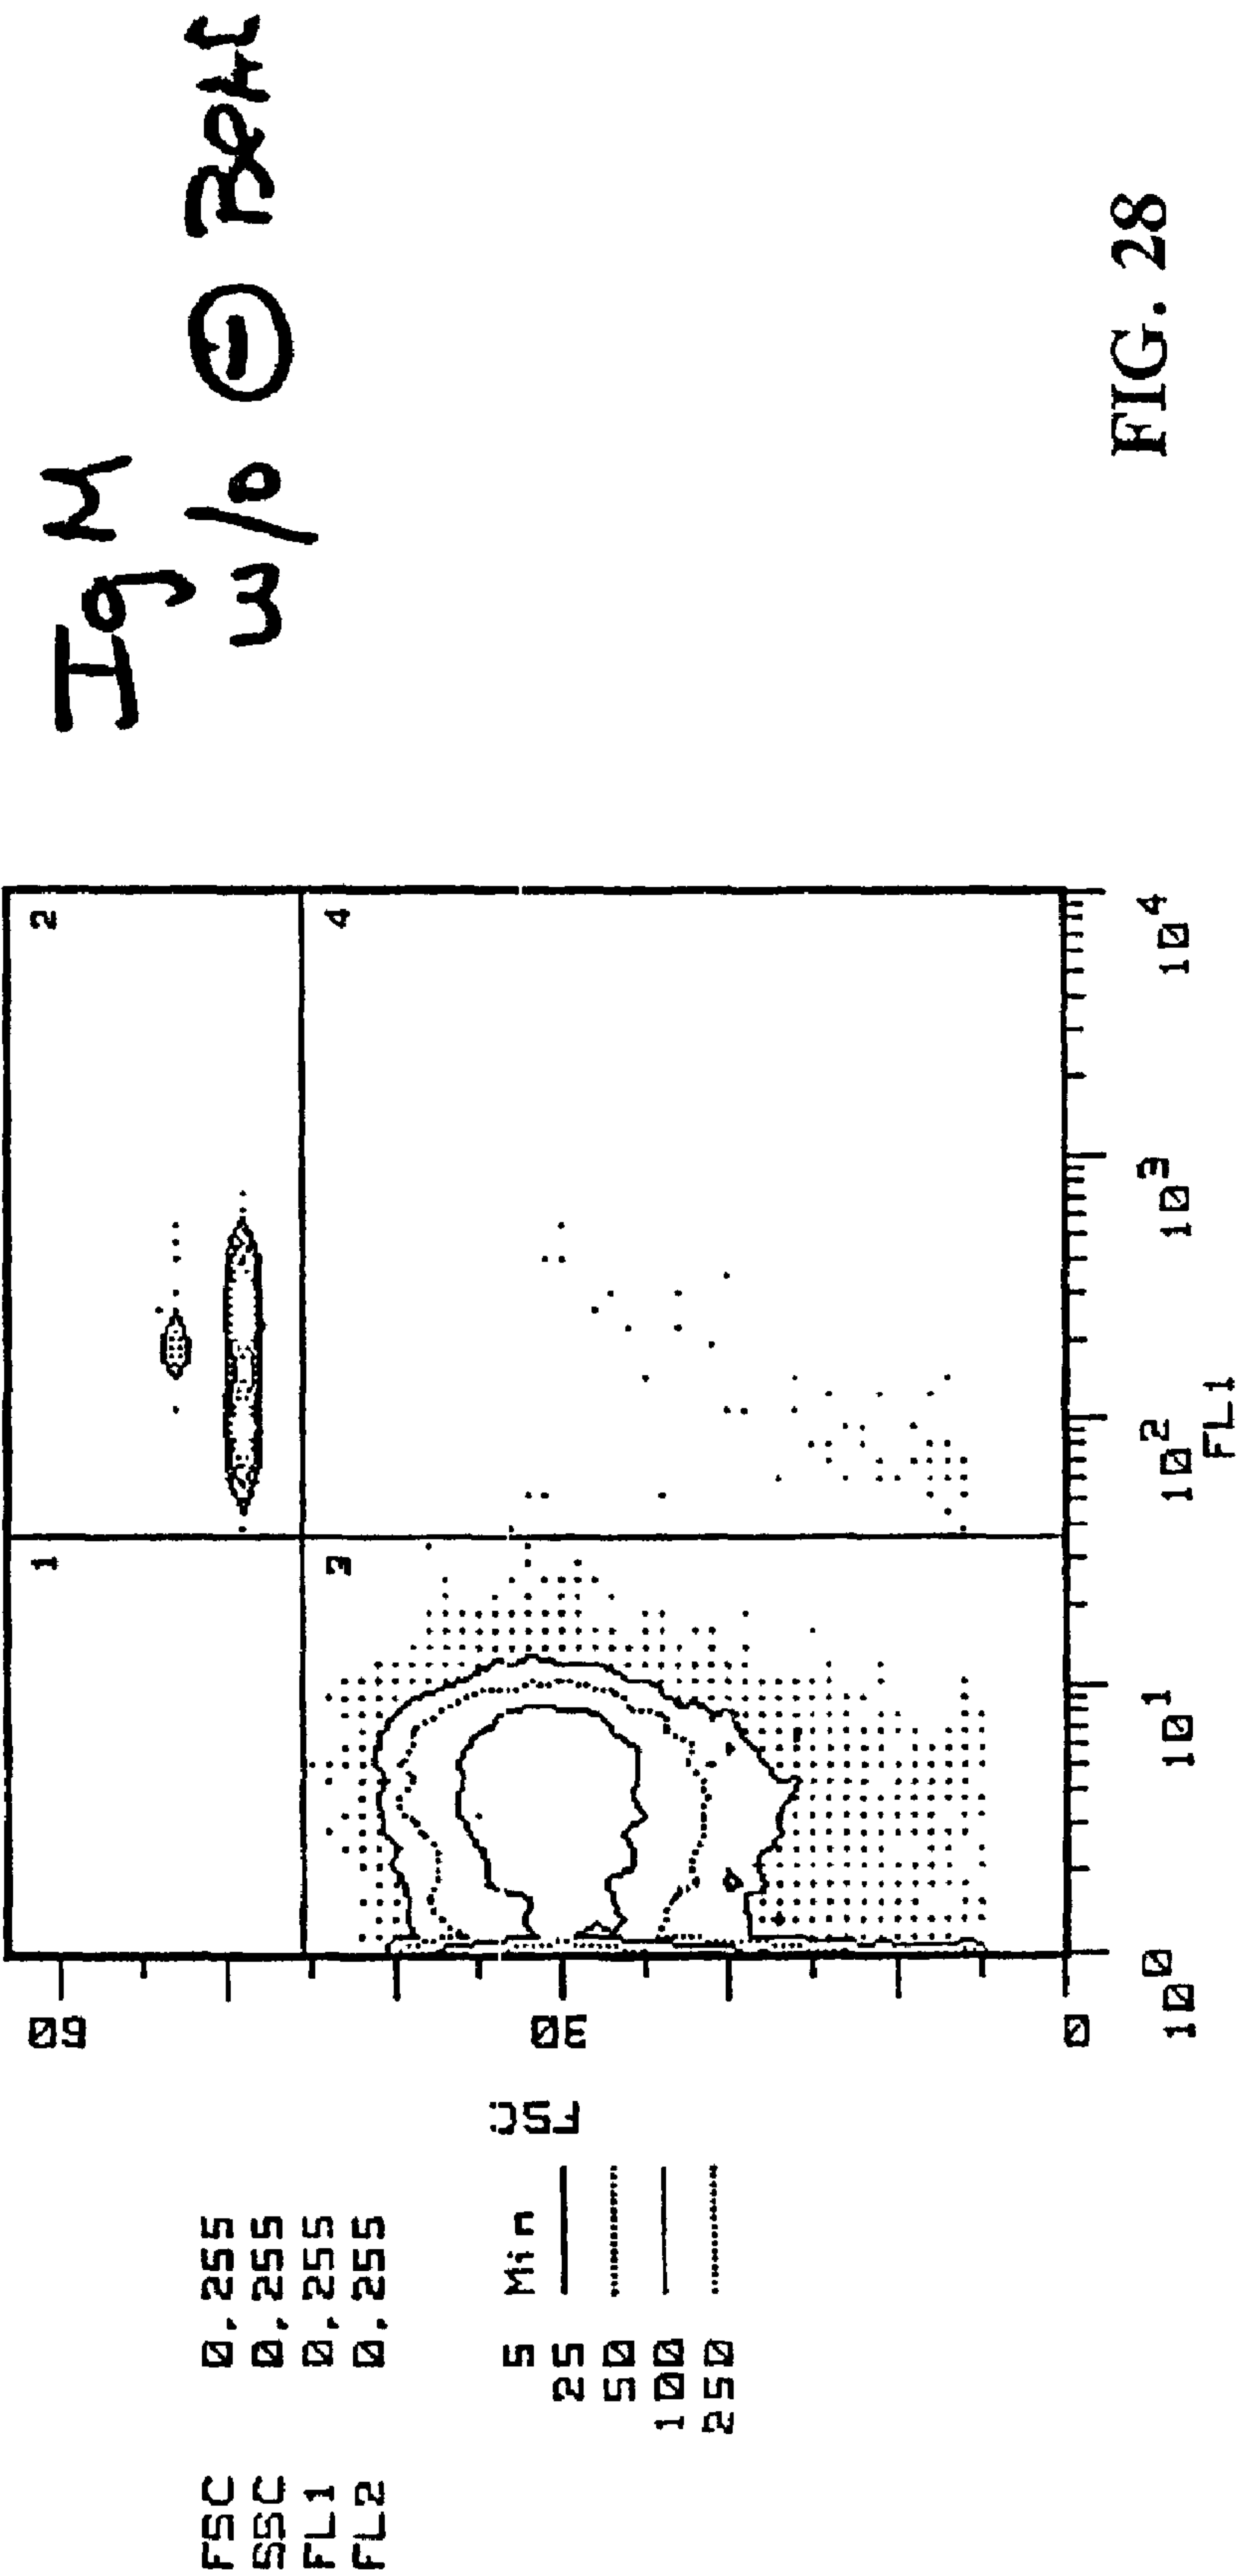 IgM
w/o ⊖ Bead
FSC 0,255
SSC 0,255
FL1 0,255
FL2 0,255
5 Min
25
50
100
250
60
30
0
FSC
1
2
3
4
10^0 10^1 10^2 10^3 10^4
FL1
FIG. 28